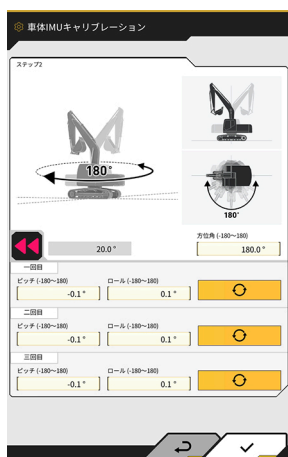 車体IMUキャリブレーション
ステップ2
180°
180°
方位角 (-180〜180)
20.0 °
180.0 °
一回目
ピッチ (-180〜180)
ロール (-180〜180)
-0.1 °
0.1 °
二回目
ピッチ (-180〜180)
ロール (-180〜180)
-0.1 °
0.1 °
三回目
ピッチ (-180〜180)
ロール (-180〜180)
-0.1 °
0.1 °